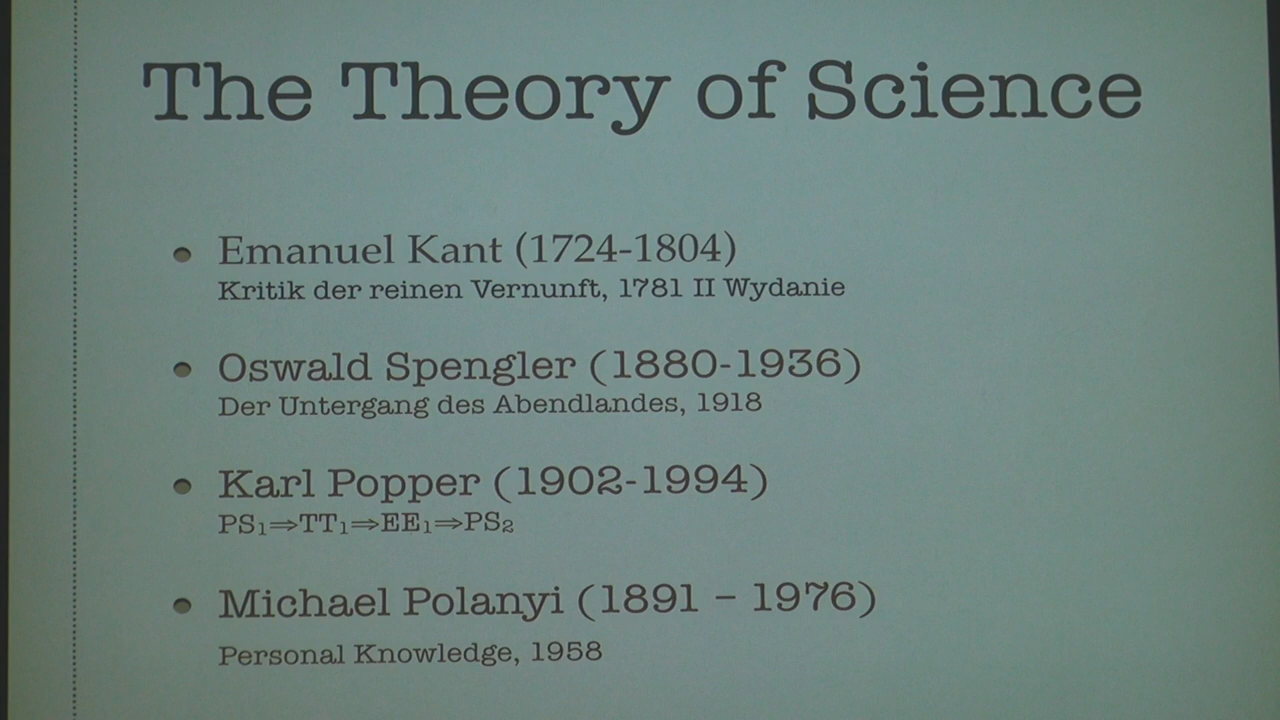 The Theory of Science
Emanuel Kant (1724-1804)
Kritik der reinen Vernunft, 1781 II Wydanie
Oswald Spengler (1880-1936)
Der Untergang des Abendlandes, 1918
Karl Popper (1902-1994)
PS₁⇒TT₁⇒EE₁⇒PS₂
Michael Polanyi (1891 – 1976)
Personal Knowledge, 1958